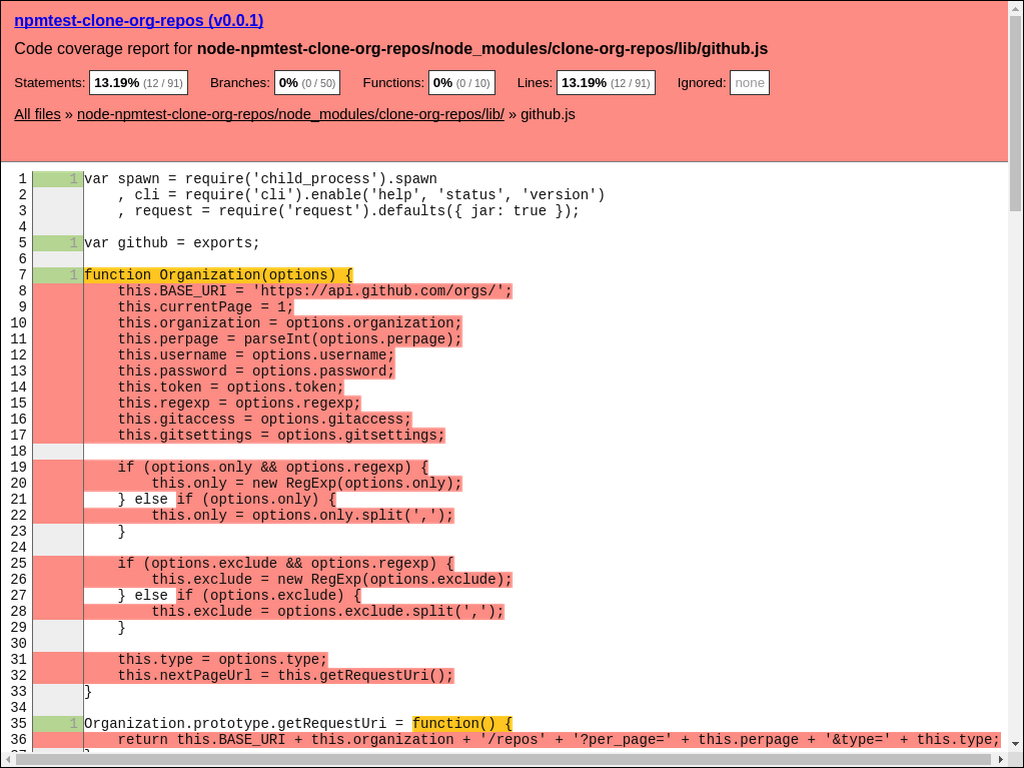 npmtest-clone-org-repos (v0.0.1)
Code coverage report for node-npmtest-clone-org-repos/node_modules/clone-org-repos/lib/github.js
Statements: 13.19% (12 / 91) Branches: 0% (0 / 50) Functions: 0% (0 / 10) Lines: 13.19% (12 / 91) Ignored: none
All files » node-npmtest-clone-org-repos/node_modules/clone-org-repos/lib/ » github.js
1 1 var spawn = require('child_process').spawn
2     , cli = require('cli').enable('help', 'status', 'version')
3     , request = require('request').defaults({ jar: true });
4
5 1 var github = exports;
6
7 1 function Organization(options) {
8     this.BASE_URI = 'https://api.github.com/orgs/';
9     this.currentPage = 1;
10     this.organization = options.organization;
11     this.perpage = parseInt(options.perpage);
12     this.username = options.username;
13     this.password = options.password;
14     this.token = options.token;
15     this.regexp = options.regexp;
16     this.gitaccess = options.gitaccess;
17     this.gitsettings = options.gitsettings;
18
19     if (options.only && options.regexp) {
20         this.only = new RegExp(options.only);
21     } else if (options.only) {
22         this.only = options.only.split(',');
23     }
24
25     if (options.exclude && options.regexp) {
26         this.exclude = new RegExp(options.exclude);
27     } else if (options.exclude) {
28         this.exclude = options.exclude.split(',');
29     }
30
31     this.type = options.type;
32     this.nextPageUrl = this.getRequestUri();
33 }
34
35 1 Organization.prototype.getRequestUri = function() {
36     return this.BASE_URI + this.organization + '/repos' + '?per_page=' + this.perpage + '&type=' + this.type;